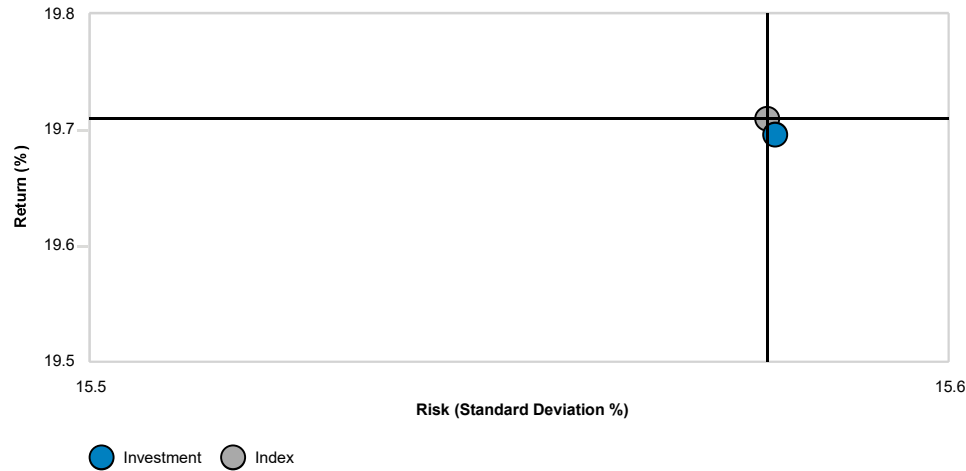 19.8
19.7
19.6
19.5
Return (%)
15.5
15.6
Risk (Standard Deviation %)
Investment
Index